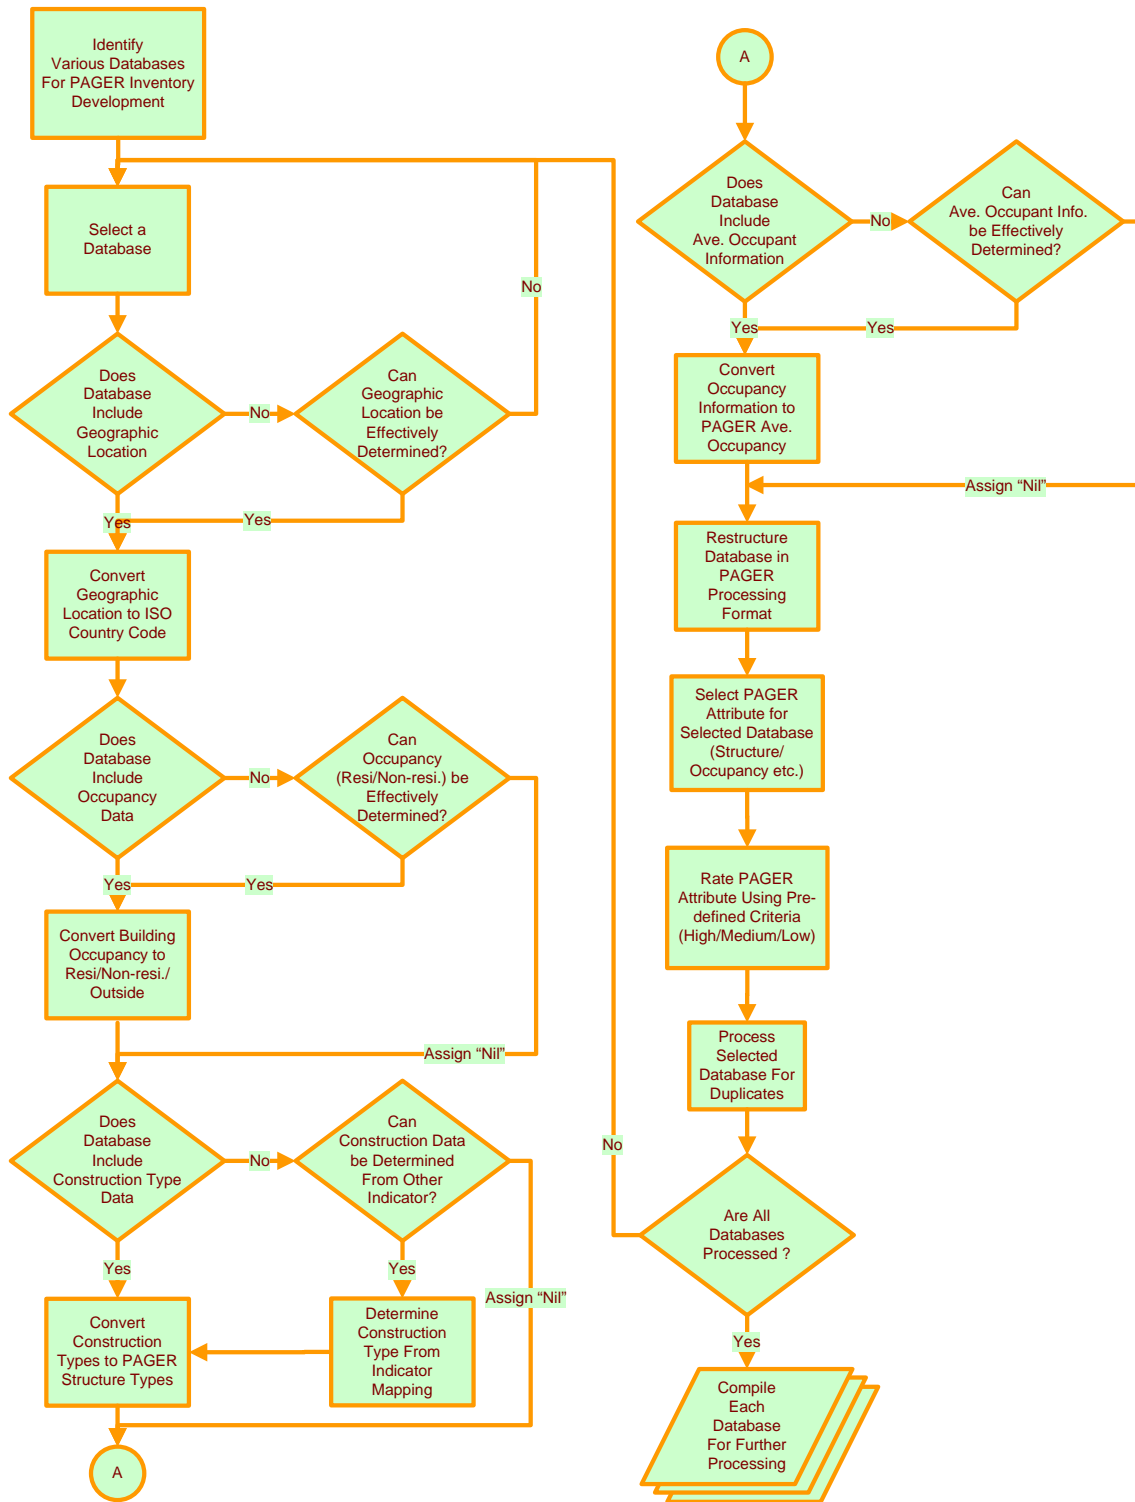 Identify
Various Databases
For PAGER Inventory
Development
Select a
Database
No
Does
Database
Include
Geographic
Location
No
Can
Geographic
Location be
Effectively
Determined?
Yes
Yes
Convert
Geographic
Location to ISO
Country Code
Does
Database
Include
Occupancy
Data
No
Can
Occupancy
(Resi/Non-resi.) be
Effectively
Determined?
Yes
Yes
Convert Building
Occupancy to
Resi/Non-resi./
Outside
Assign “Nil”
Does
Database
Include
Construction Type
Data
No
Can
Construction Data
be Determined
From Other
Indicator?
Yes
Yes
Assign “Nil”
Convert
Construction
Types to PAGER
Structure Types
Determine
Construction
Type From
Indicator
Mapping
A
A
Does
Database
Include
Ave. Occupant
Information
No
Can
Ave. Occupant Info.
be Effectively
Determined?
Yes
Yes
Convert
Occupancy
Information to
PAGER Ave.
Occupancy
Assign “Nil”
Restructure
Database in
PAGER
Processing
Format
Select PAGER
Attribute for
Selected Database
(Structure/
Occupancy etc.)
Rate PAGER
Attribute Using Pre-
defined Criteria
(High/Medium/Low)
Process
Selected
Database For
Duplicates
No
Are All
Databases
Processed ?
Yes
Compile
Each
Database
For Further
Processing